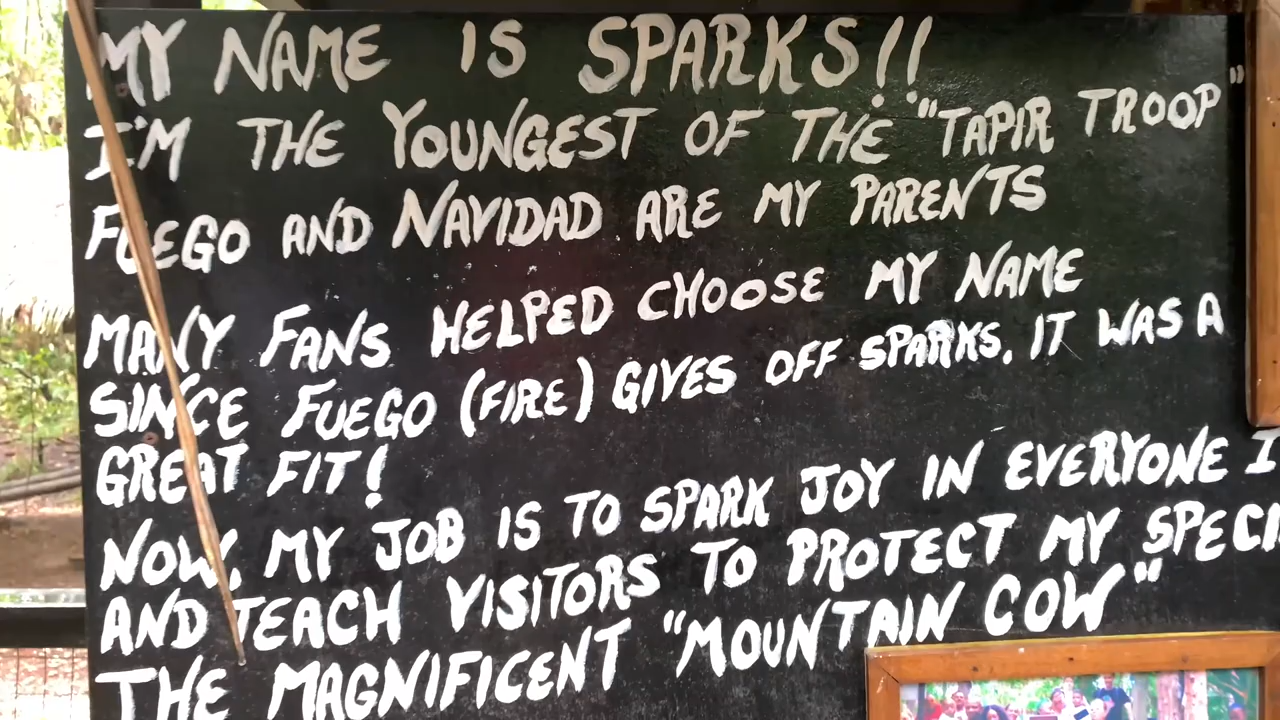 MY NAME IS SPARKS!!
I'M THE YOUNGEST OF THE "TAPIR TROOP"
FUEGO AND NAVIDAD ARE MY PARENTS
MANY FANS HELPED CHOOSE MY NAME
SINCE FUEGO (FIRE) GIVES OFF SPARKS. IT WAS A
GREAT FIT!
NOW, MY JOB IS TO SPARK JOY IN EVERYONE I
AND TEACH VISITORS TO PROTECT MY SPECI
THE MAGNIFICENT "MOUNTAIN COW"